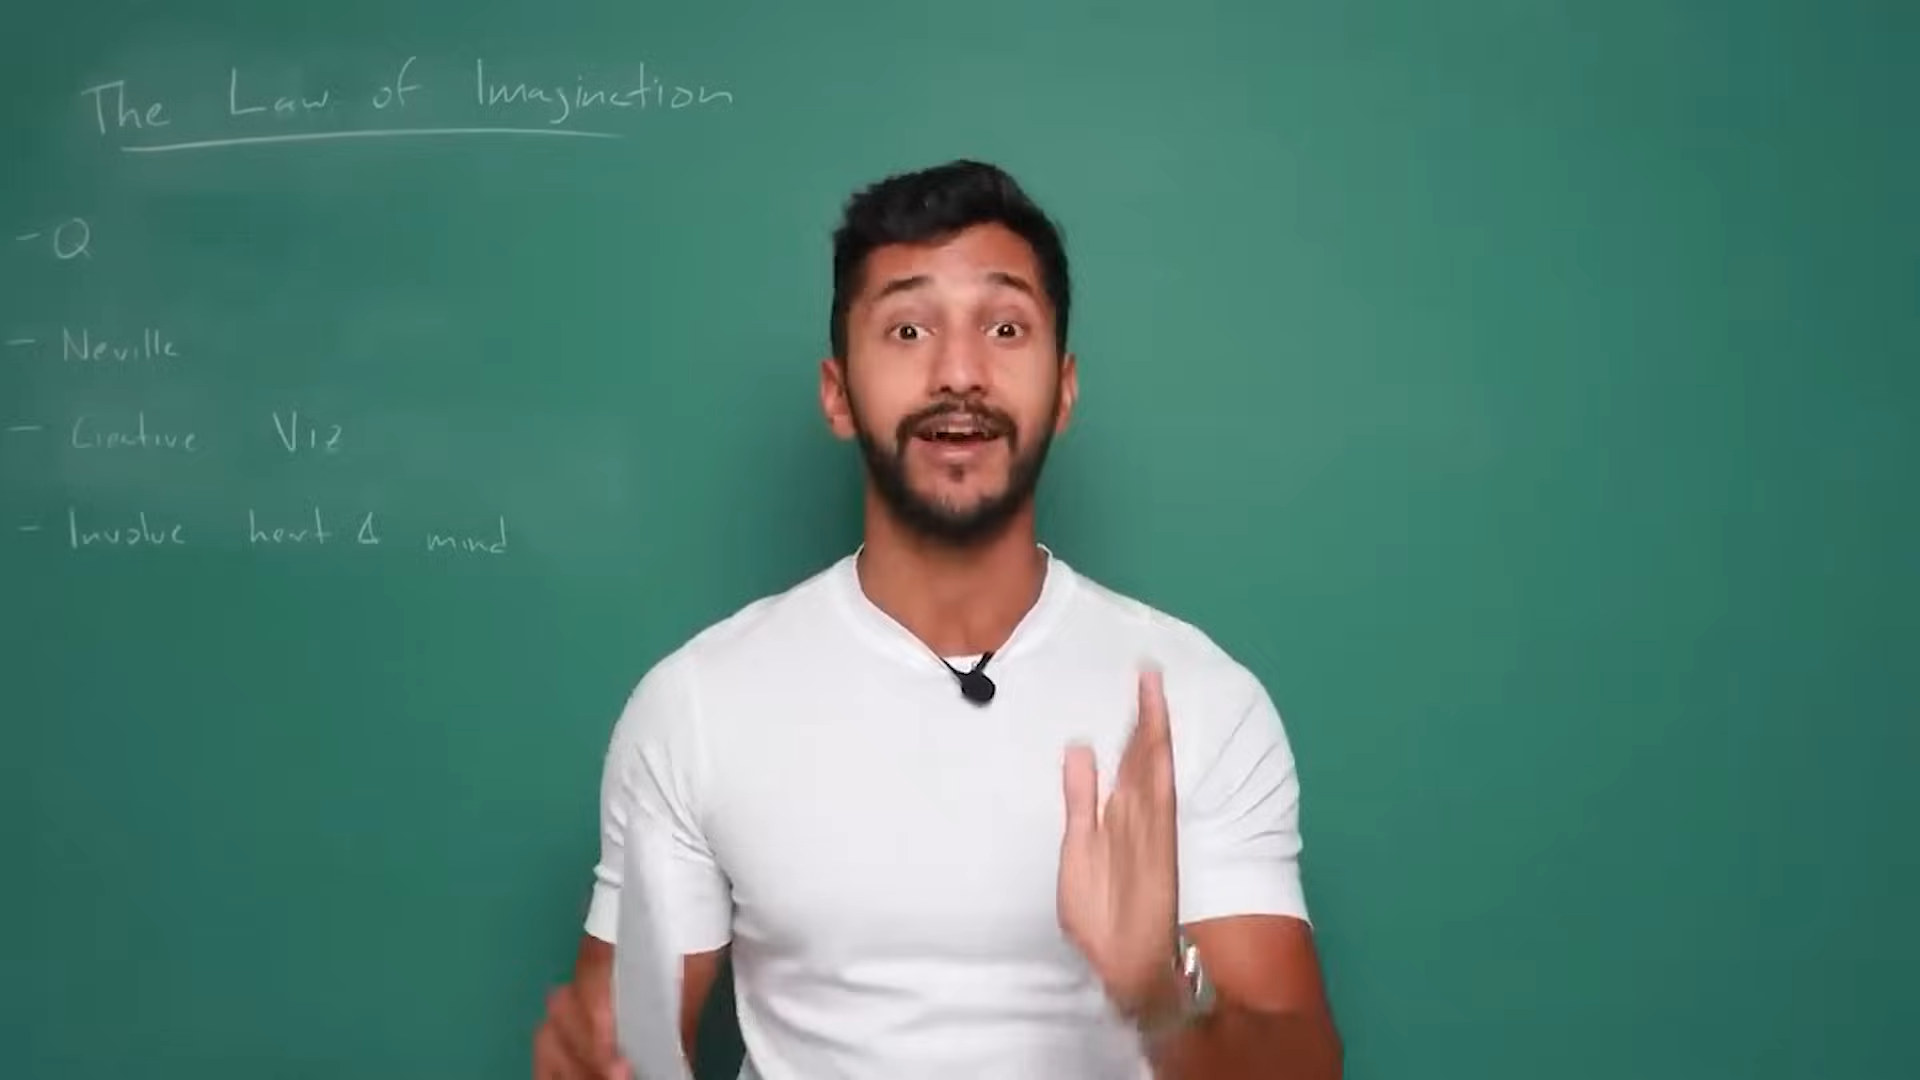 The Law of Imagination
- Q
- Neville
- Creative Viz
- Involve heart & mind